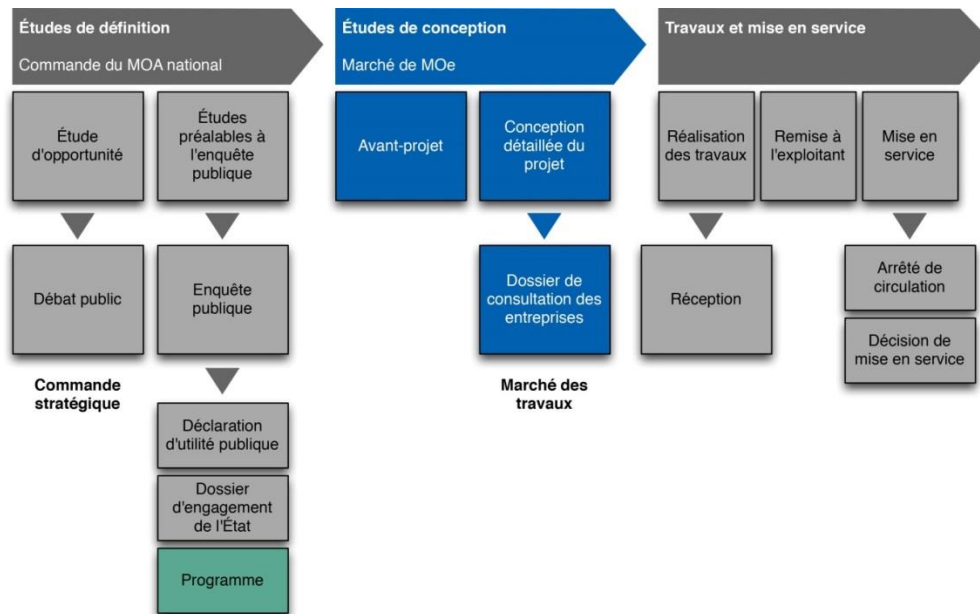 Études de définition
Commande du MOA national
Études de conception
Marché de MOe
Travaux et mise en service
Étude
d'opportunité
Études
préalables à
l'enquête
publique
Avant-projet
Conception
détaillée du
projet
Réalisation
des travaux
Remise à
l'exploitant
Mise en
service
Débat public
Enquête
publique
Dossier de
consultation des
entreprises
Réception
Arrêté de
circulation
Décision de
mise en service
Commande
stratégique
Marché des
travaux
Déclaration
d'utilité publique
Dossier
d'engagement
de l'État
Programme